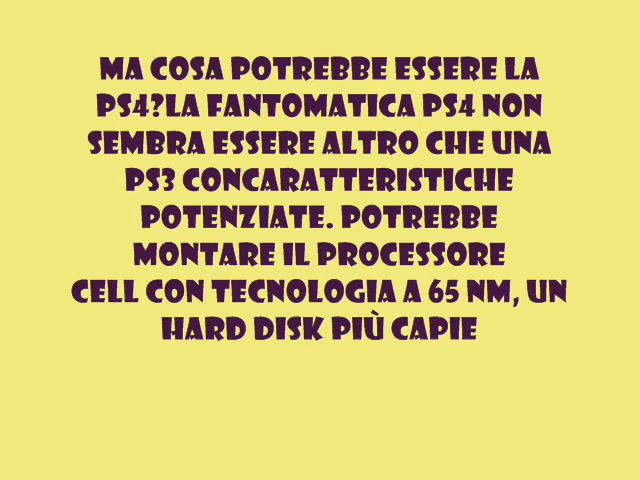 MA COSA POTREBBE ESSERE LA
PS4?LA FANTOMATICA PS4 NON
SEMBRA ESSERE ALTRO CHE UNA
PS3 CONCARATTERISTICHE
POTENZIATE. POTREBBE
MONTARE IL PROCESSORE
CELL CON TECNOLOGIA A 65 NM, UN
HARD DISK PIÙ CAPIE